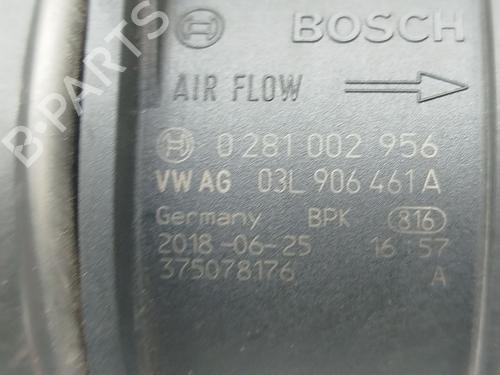 BOSCH
AIR FLOW
0 281 002 956
VW AG 03L 906 461 A
Germany BPK 816
2018-06-25 16:57
375078176 A
B-PARTS